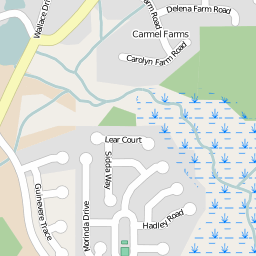 Delena Farm Road
Wallace Dri
Carmel Farms
Carolyn Farm Road
Lear Court
Sidda Way
Guinevere Trace
Morinda Drive
Hadley Road